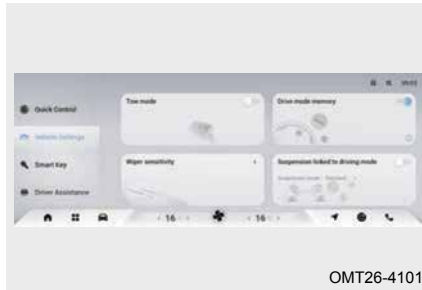 Quick Control
Vehicle Settings
Smart Key
Driver Assistance
Tow mode
Drive mode memory
Wiper sensitivity
Suspension linked to driving mode
16
16
OMT26-4101